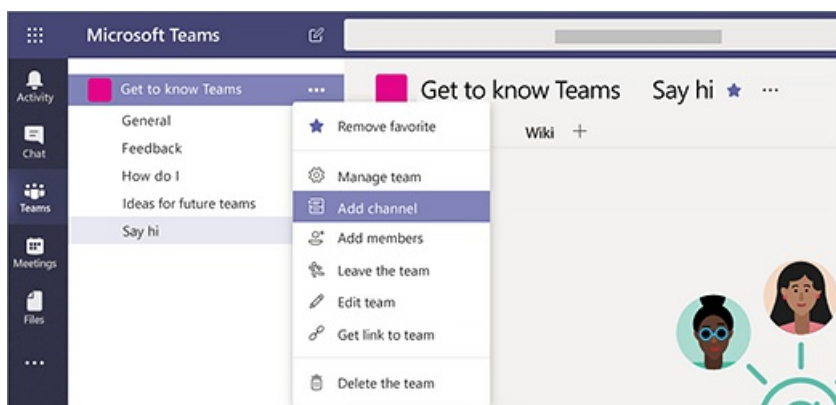 Microsoft Teams
Activity
Chat
Teams
Meetings
Files
Get to know Teams
General
Feedback
How do I
Ideas for future teams
Say hi
Remove favorite
Manage team
Add channel
Add members
Leave the team
Edit team
Get link to team
Delete the team
Get to know Teams Say hi
Wiki